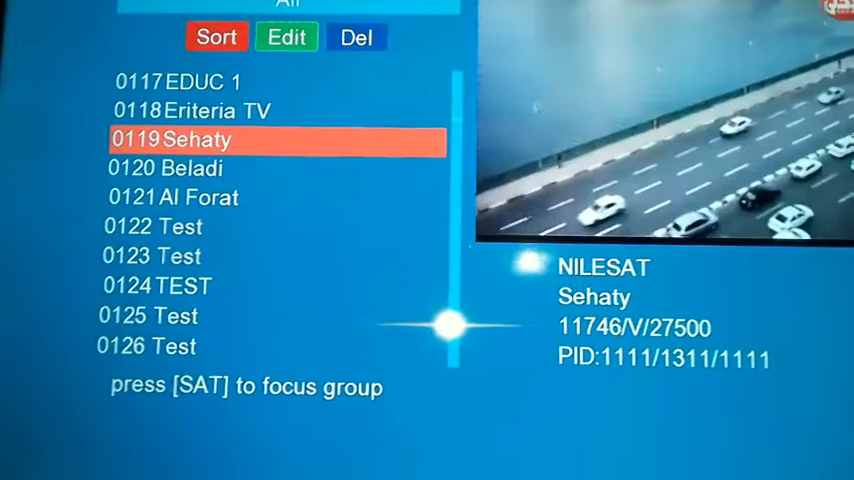 All
Sort Edit Del
0117 EDUC 1
0118 Eriteria TV
0119 Sehaty
0120 Beladi
0121 Al Forat
0122 Test
0123 Test
0124 TEST
0125 Test
0126 Test
press [SAT] to focus group
NILESAT
Sehaty
11746/V/27500
PID:1111/1311/1111